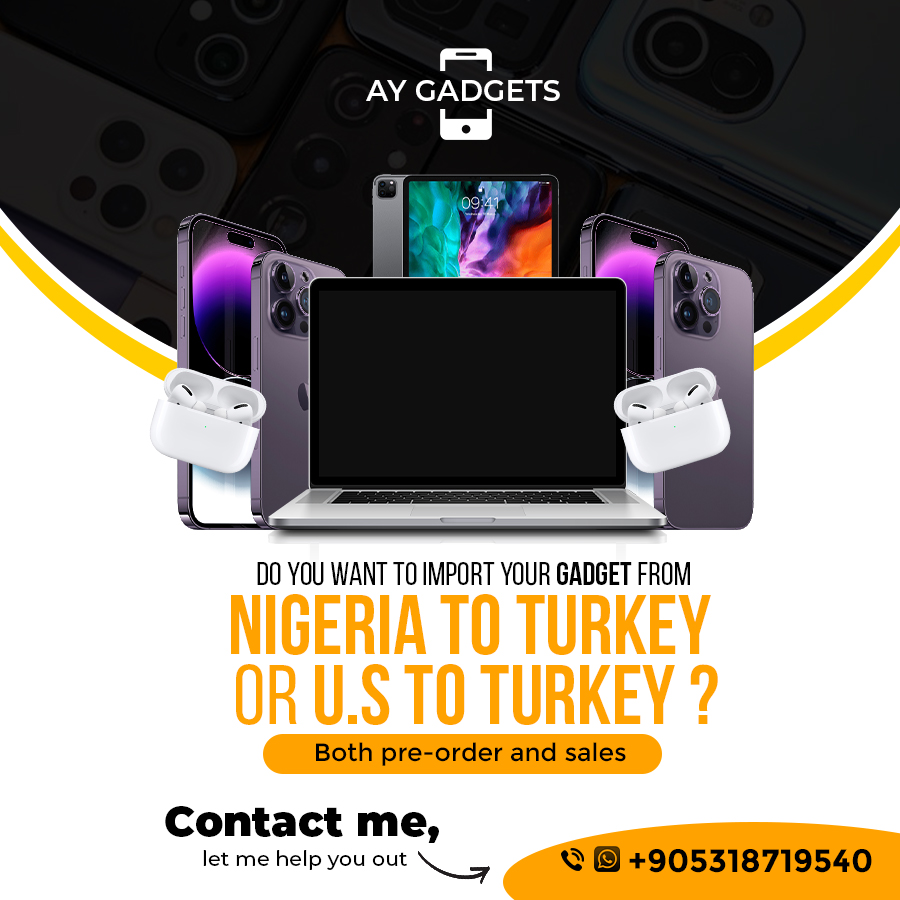 AY GADGETS
09:41
DO YOU WANT TO IMPORT YOUR GADGET FROM
NIGERIA TO TURKEY
OR U.S TO TURKEY ?
Both pre-order and sales
Contact me,
let me help you out
+905318719540